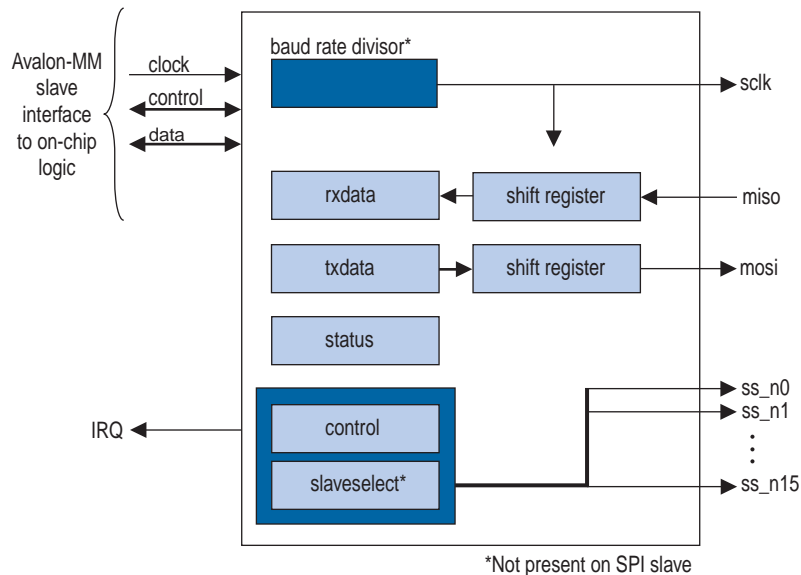 baud rate divisor*
Avalon-MM
slave
interface
to on-chip
logic
clock
control
data
sclk
rxdata
shift register
miso
txdata
shift register
mosi
status
ss_n0
ss_n1
IRQ
control
slaveselect*
ss_n15
*Not present on SPI slave